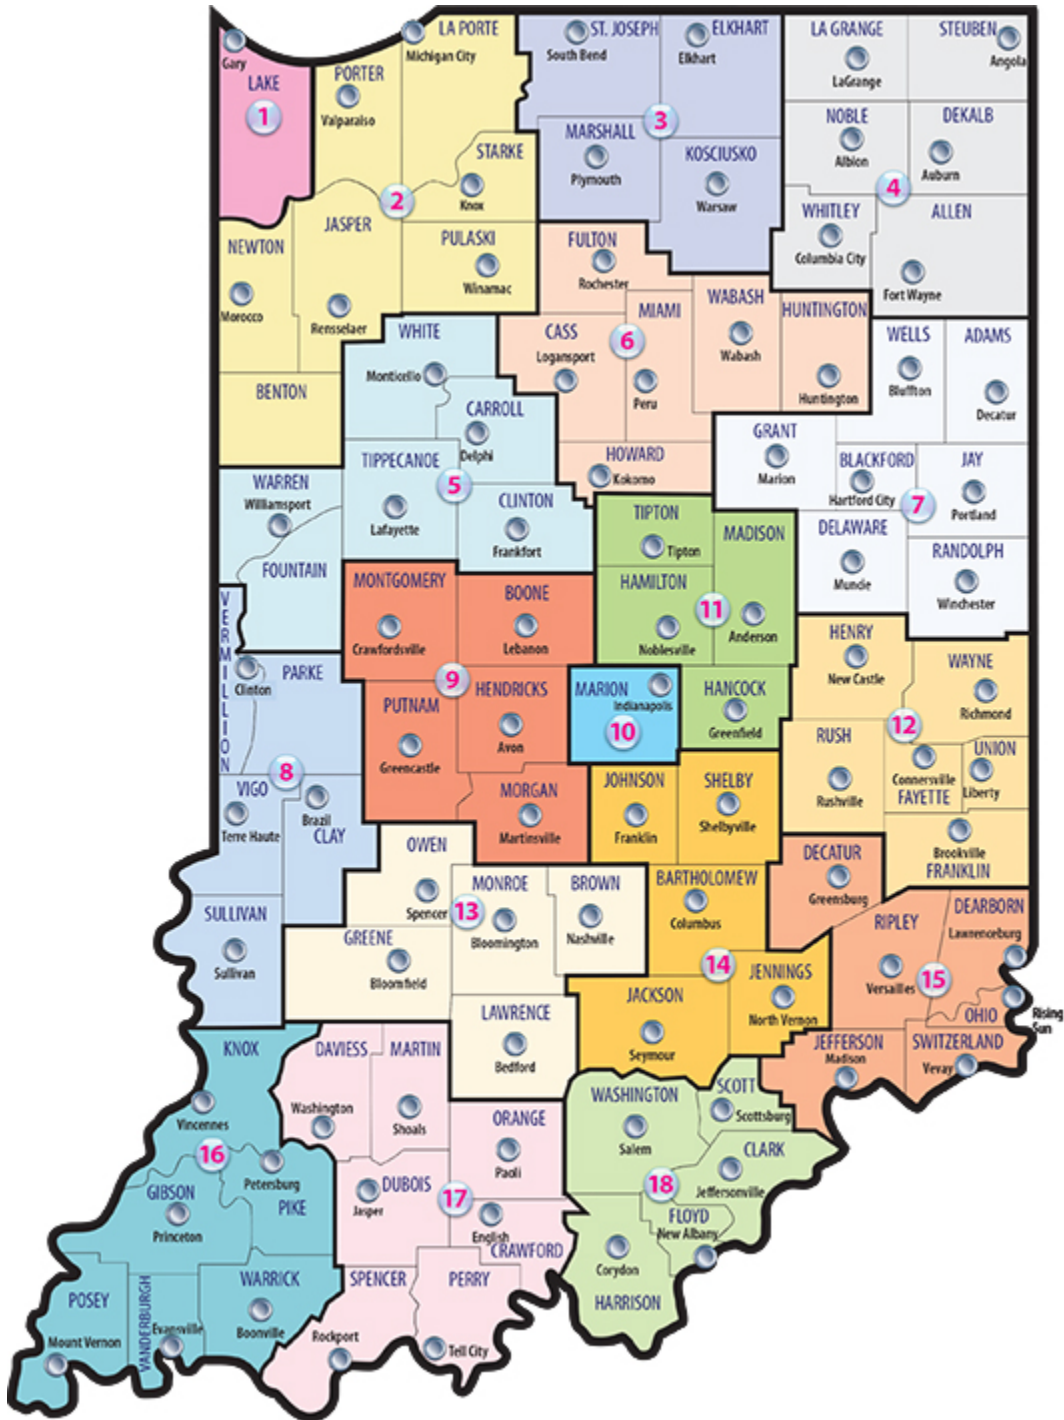 LA PORTE
Michigan City
ST. JOSEPH
South Bend
ELKHART
Elkhart
LA GRANGE
LaGrange
STEUBEN
Angola
Gary
LAKE
1
PORTER
Valparaiso
MARSHALL
Plymouth
3
KOSCIUSKO
Warsaw
NOBLE
Albion
DEKALB
Auburn
STARKE
Knox
2
4
JASPER
Rensselaer
NEWTON
Morocco
PULASKI
Winamac
WHITLEY
Columbia City
ALLEN
Fort Wayne
FULTON
Rochester
MIAMI
Peru
WABASH
Wabash
HUNTINGTON
Huntington
WHITE
Monticello
CASS
Logansport
6
WELLS
Bluffton
ADAMS
Decatur
BENTON
CARROLL
Delphi
GRANT
Marion
HOWARD
Kokomo
BLACKFORD
Hartford City
JAY
Portland
7
WARREN
Williamsport
TIPPECANOE
Lafayette
5
CLINTON
Frankfort
TIPTON
Tipton
MADISON
Anderson
DELAWARE
Muncie
RANDOLPH
Winchester
FOUNTAIN
VERMILLION
Clinton
MONTGOMERY
Crawfordsville
BOONE
Lebanon
HAMILTON
Noblesville
11
HENRY
New Castle
WAYNE
Richmond
PARKE
9
PUTNAM
Greencastle
HENDRICKS
Avon
MARION
Indianapolis
10
HANCOCK
Greenfield
12
RUSH
Rushville
Connersville
FAYETTE
UNION
Liberty
8
VIGO
Terre Haute
Brazil
CLAY
MORGAN
Martinsville
JOHNSON
Franklin
SHELBY
Shelbyville
Brookville
FRANKLIN
OWEN
Spencer
DECATUR
Greensburg
SULLIVAN
Sullivan
13
MONROE
Bloomington
BROWN
Nashville
BARTHOLOMEW
Columbus
RIPLEY
Versailles
DEARBORN
Lawrenceburg
GREENE
Bloomfield
14
JENNINGS
North Vernon
15
OHIO
Rising
Sun
LAWRENCE
Bedford
JACKSON
Seymour
JEFFERSON
Madison
SWITZERLAND
Vevay
KNOX
Vincennes
DAVIESS
Washington
MARTIN
Shoals
ORANGE
Paoli
WASHINGTON
Salem
SCOTT
Scottsburg
16
Petersburg
PIKE
GIBSON
Princeton
DUBOIS
Jasper
17
English
CRAWFORD
18
CLARK
Jeffersonville
FLOYD
New Albany
Corydon
HARRISON
POSEY
Mount Vernon
VANDERBURGH
Evansville
WARRICK
Boonville
SPENCER
Rockport
PERRY
Tell City